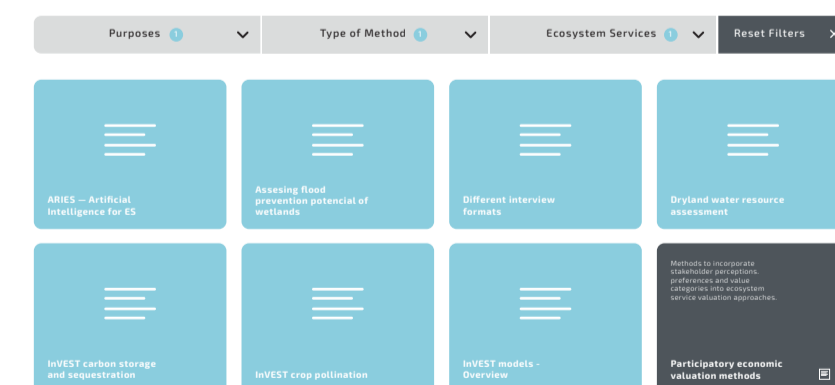 Purposes 1
Type of Method 1
Ecosystem Services 1
Reset Filters
ARIES — Artificial
Intelligence for ES
Assesing flood
prevention potencial of
wetlands
Different interview
formats
Dryland water resource
assessment
InVEST carbon storage
and sequestration
InVEST crop pollination
InVEST models -
Overview
Methods to incorporate
stakeholder perceptions.
preferences and value
categories into ecosystem
service valuation approaches.
Participatory economic
valuation methods